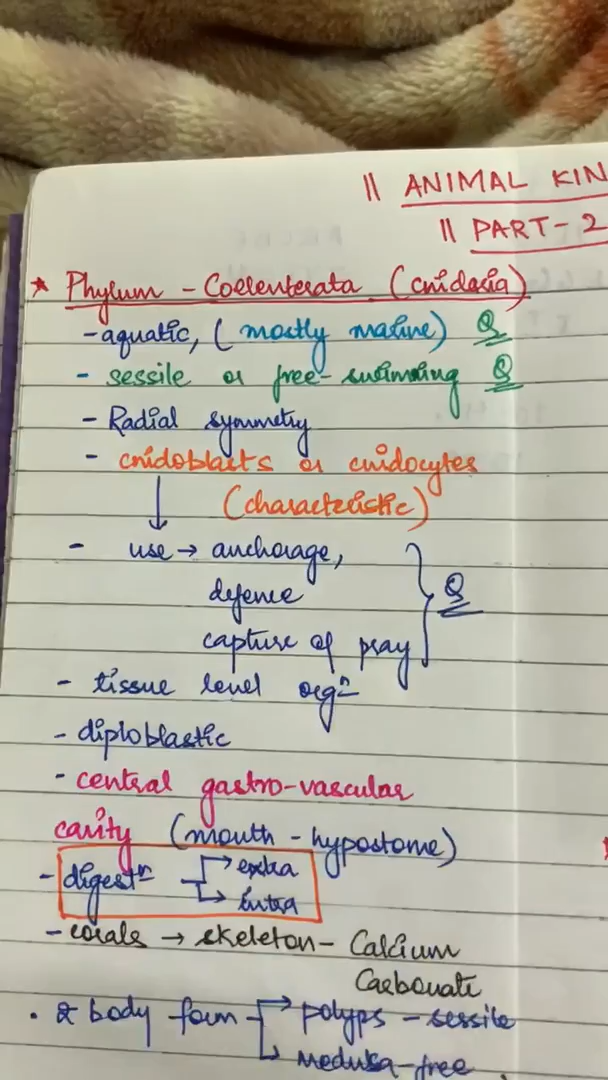 || ANIMAL KIN
|| PART-2
* Phylum - Coelenterata (cnidaria)
- aquatic, (mostly marine) Q
- sessile or free-swimming Q
- Radial symmetry
- cnidoblasts or cnidocytes
(characteristic)
- use → anchorage,
defence
capture of pray
Q
- tissue level orgⁿ
- diploblastic
- central gastro-vascular
cavity (mouth - hypostome)
- digestⁿ → extra
→ intra
- corals → skeleton - Calcium
Carbonate
. 2 body form → polyps - sessile
→ medusa-free